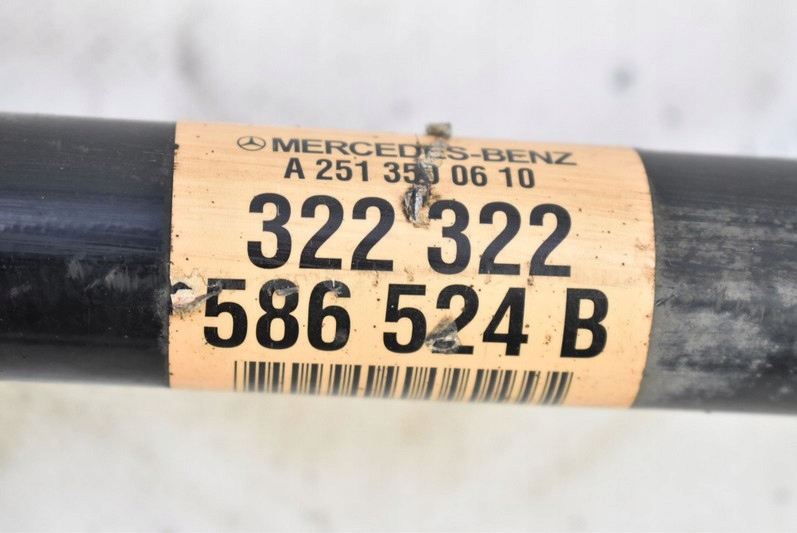 MERCEDES-BENZ
A 251 350 06 10
322 322
586 524 B